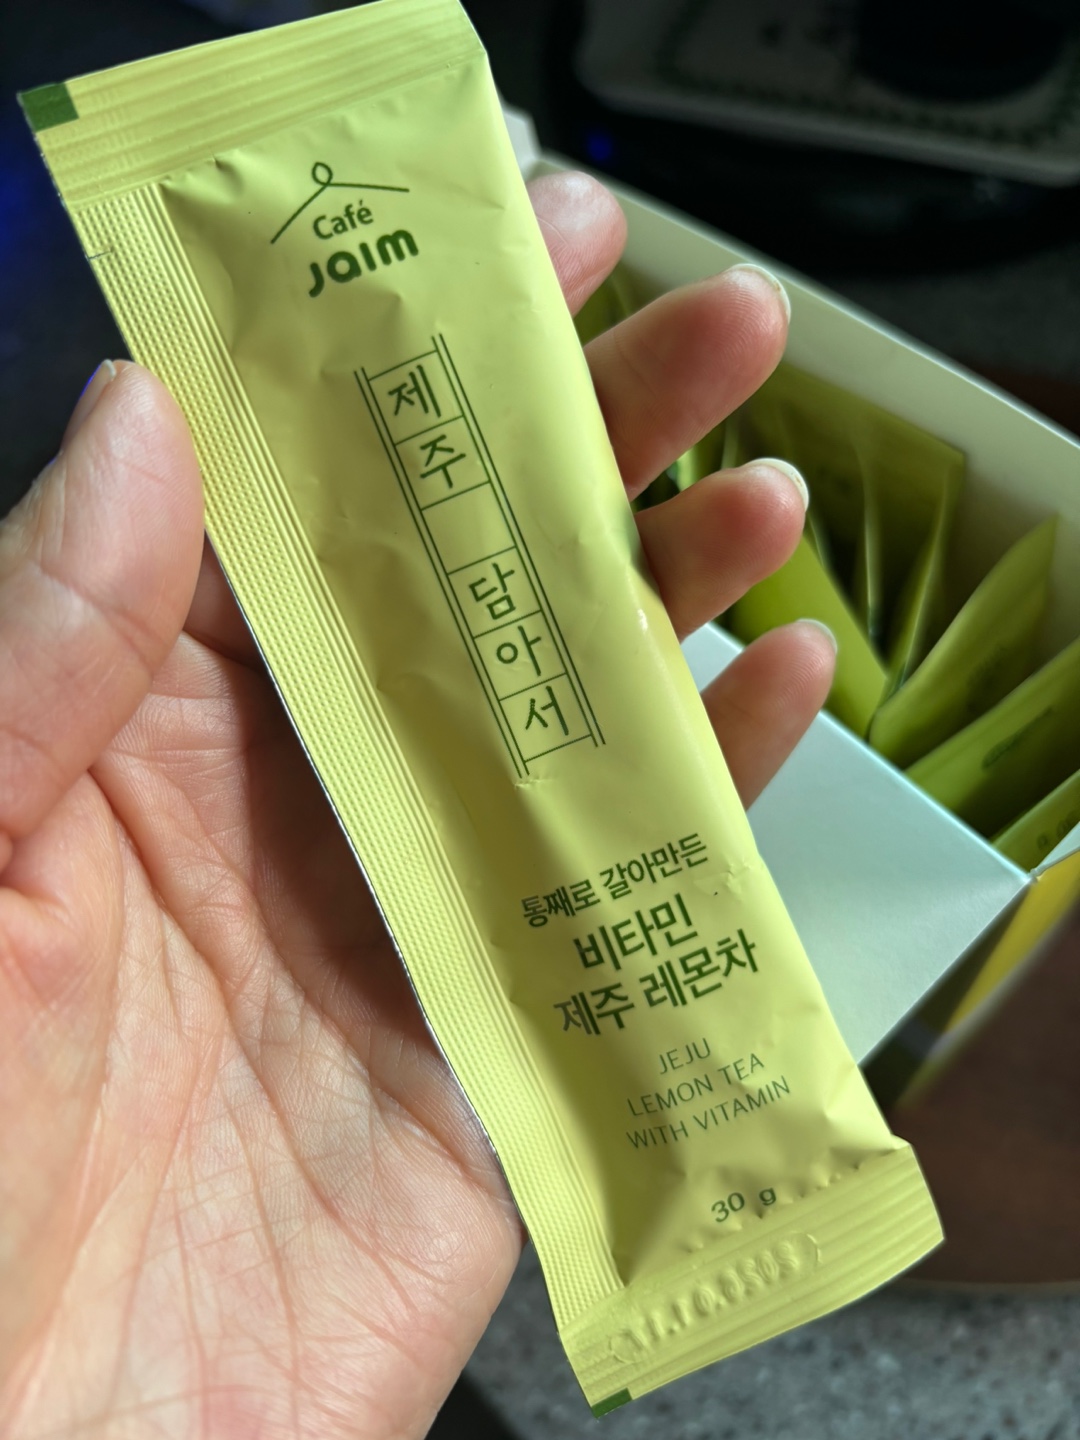 Café
Jaim
제주 담아서
통째로 갈아만든
비타민
제주 레몬차
JEJU
LEMON TEA
WITH VITAMIN
30 g